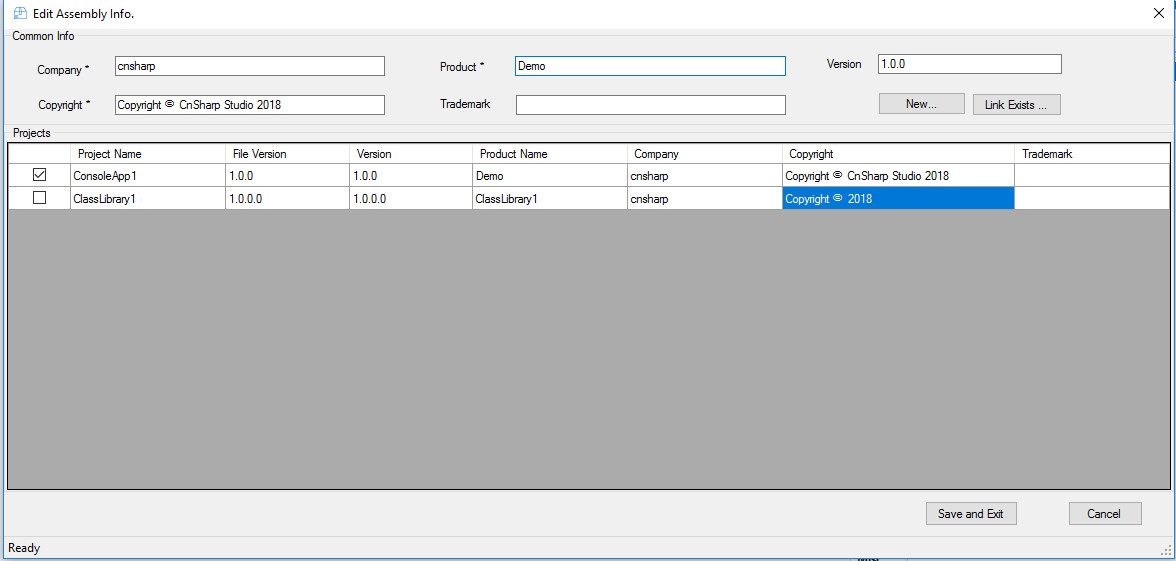 Edit Assembly Info.
Common Info
Company * cnsharp Product * Demo Version 1.0.0
Copyright * Copyright © CnSharp Studio 2018 Trademark New... Link Exists ...
Projects
Project Name File Version Version Product Name Company Copyright Trademark
ConsoleApp1 1.0.0 1.0.0 Demo cnsharp Copyright © CnSharp Studio 2018
ClassLibrary1 1.0.0.0 1.0.0.0 ClassLibrary1 cnsharp Copyright © 2018
Save and Exit Cancel
Ready